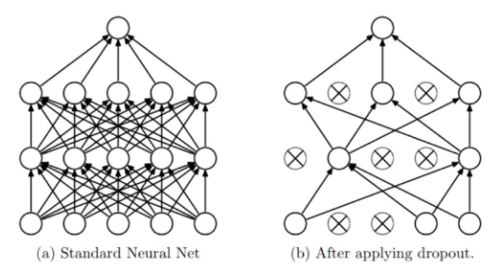 (a) Standard Neural Net
(b) After applying dropout.